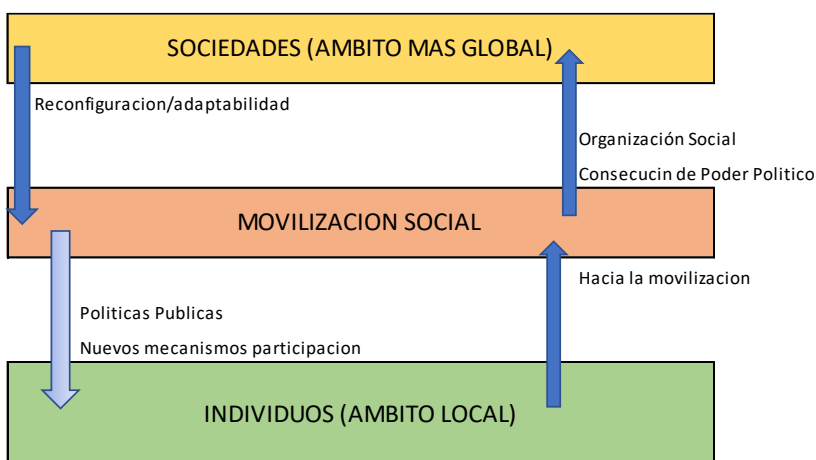 SOCIEDADES (AMBITO MAS GLOBAL)
Reconfiguracion/adaptabilidad
Organización Social
Consecucin de Poder Politico
MOVILIZACION SOCIAL
Hacia la movilizacion
Politicas Publicas
Nuevos mecanismos participacion
INDIVIDUOS (AMBITO LOCAL)